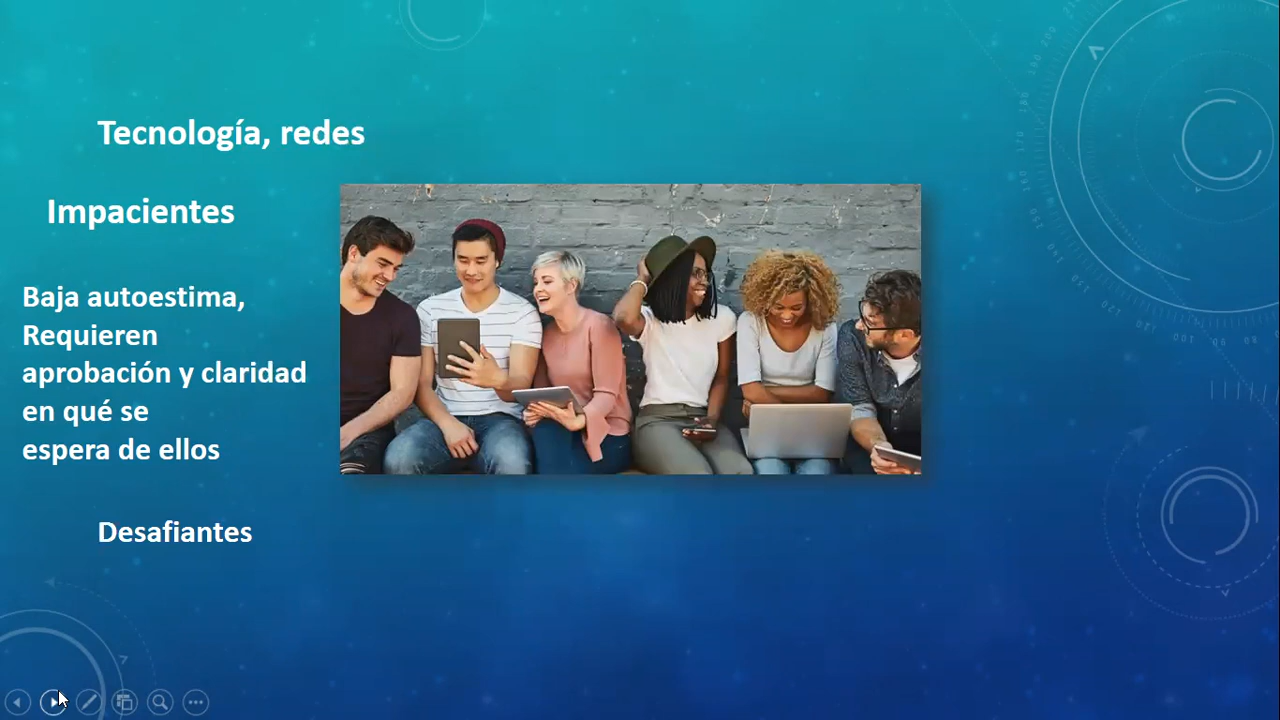 Tecnología, redes
Impacientes
Baja autoestima,
Requieren
aprobación y claridad
en qué se
espera de ellos
Desafiantes